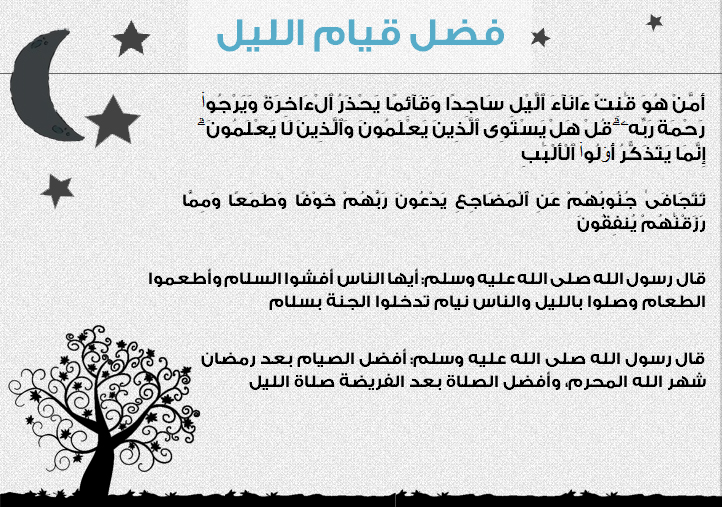 فضل قيام الليل
أَمَّنْ هُوَ قَٰنِتٌ ءَانَآءَ ٱلَّيْلِ سَاجِدًا وَقَآئِمًا يَحْذَرُ ٱلْءَاخِرَةَ وَيَرْجُوا۟
رَحْمَةَ رَبِّهِۦ ۗ قُلْ هَلْ يَسْتَوِى ٱلَّذِينَ يَعْلَمُونَ وَٱلَّذِينَ لَا يَعْلَمُونَ ۗ
إِنَّمَا يَتَذَكَّرُ أُو۟لُوا۟ ٱلْأَلْبَٰبِ
تَتَجَافَىٰ جُنُوبُهُمْ عَنِ ٱلْمَضَاجِعِ يَدْعُونَ رَبَّهُمْ خَوْفًا وَطَمَعًا وَمِمَّا
رَزَقْنَٰهُمْ يُنفِقُونَ
قال رسول الله صلى الله عليه وسلم: أيها الناس أفشوا السلام وأطعموا
الطعام وصلوا بالليل والناس نيام تدخلوا الجنة بسلام
قال رسول الله صلى الله عليه وسلم: أفضل الصيام بعد رمضان
شهر الله المحرم، وأفضل الصلاة بعد الفريضة صلاة الليل